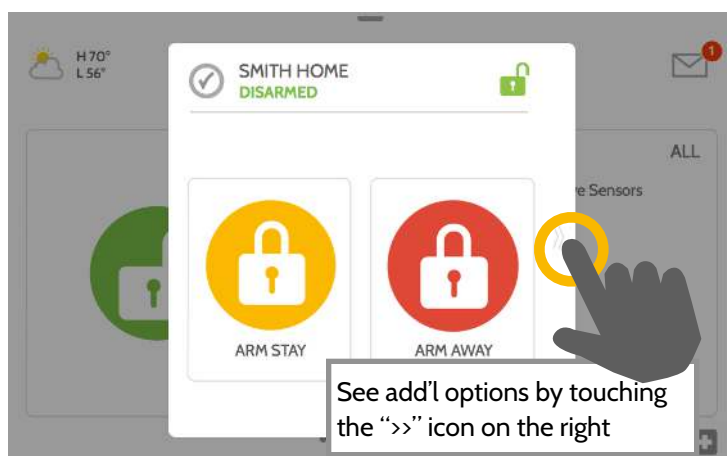 H 70°
L 56°
SMITH HOME
DISARMED
1
ALL
e Sensors
ARM STAY
ARM AWAY
See add'l options by touching
the “>>” icon on the right